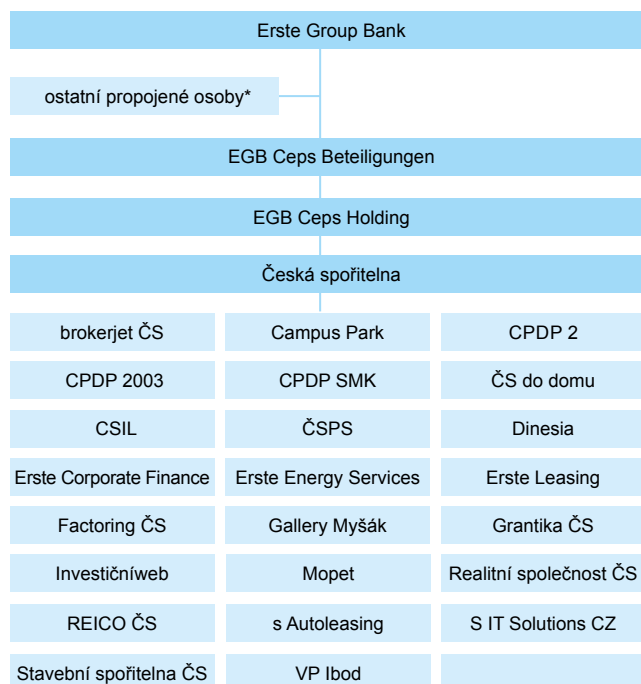 Erste Group Bank
ostatní propojené osoby*
EGB Ceps Beteiligungen
EGB Ceps Holding
Česká spořitelna
brokerjet ČS
Campus Park
CPDP 2
CPDP 2003
CPDP SMK
ČS do domu
CSIL
ČSPS
Dinesia
Erste Corporate Finance
Erste Energy Services
Erste Leasing
Factoring ČS
Gallery Myšák
Grantika ČS
Investičníweb
Mopet
Realitní společnost ČS
REICO ČS
s Autoleasing
S IT Solutions CZ
Stavební spořitelna ČS
VP Ibod